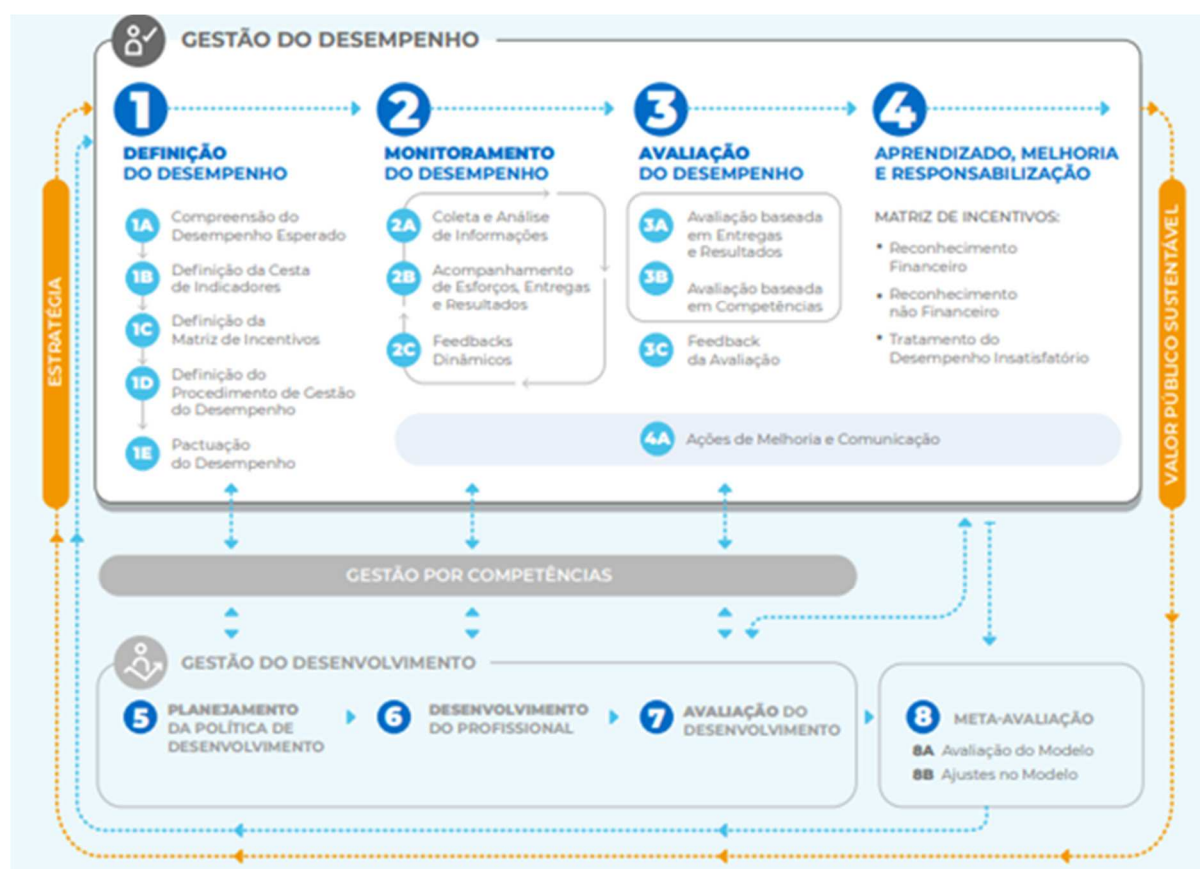 GESTÃO DO DESEMPENHO
1
DEFINIÇÃO
DO DESEMPENHO
1A
Compreensão do
Desempenho Esperado
1B
Definição da Cesta
de Indicadores
1C
Definição da
Matriz de Incentivos
1D
Definição do
Procedimento de Gestão
do Desempenho
1E
Pactuação
do Desempenho
2
MONITORAMENTO
DO DESEMPENHO
2A
Coleta e Análise
de Informações
2B
Acompanhamento
de Esforços, Entregas
e Resultados
2C
Feedbacks
Dinâmicos
3
AVALIAÇÃO
DO DESEMPENHO
3A
Avaliação baseada
em Entregas
e Resultados
3B
Avaliação baseada
em Competências
3C
Feedback
da Avaliação
4
APRENDIZADO, MELHORIA
E RESPONSABILIZAÇÃO
MATRIZ DE INCENTIVOS:
• Reconhecimento
Financeiro
• Reconhecimento
não Financeiro
• Tratamento do
Desempenho Insatisfatório
4A Ações de Melhoria e Comunicação
ESTRATÉGIA
VALOR PÚBLICO SUSTENTÁVEL
GESTÃO POR COMPETÊNCIAS
GESTÃO DO DESENVOLVIMENTO
5
PLANEJAMENTO
DA POLÍTICA DE
DESENVOLVIMENTO
6
DESENVOLVIMENTO
DO PROFISSIONAL
7
AVALIAÇÃO DO
DESENVOLVIMENTO
8
META-AVALIAÇÃO
8A Avaliação do Modelo
8B Ajustes no Modelo